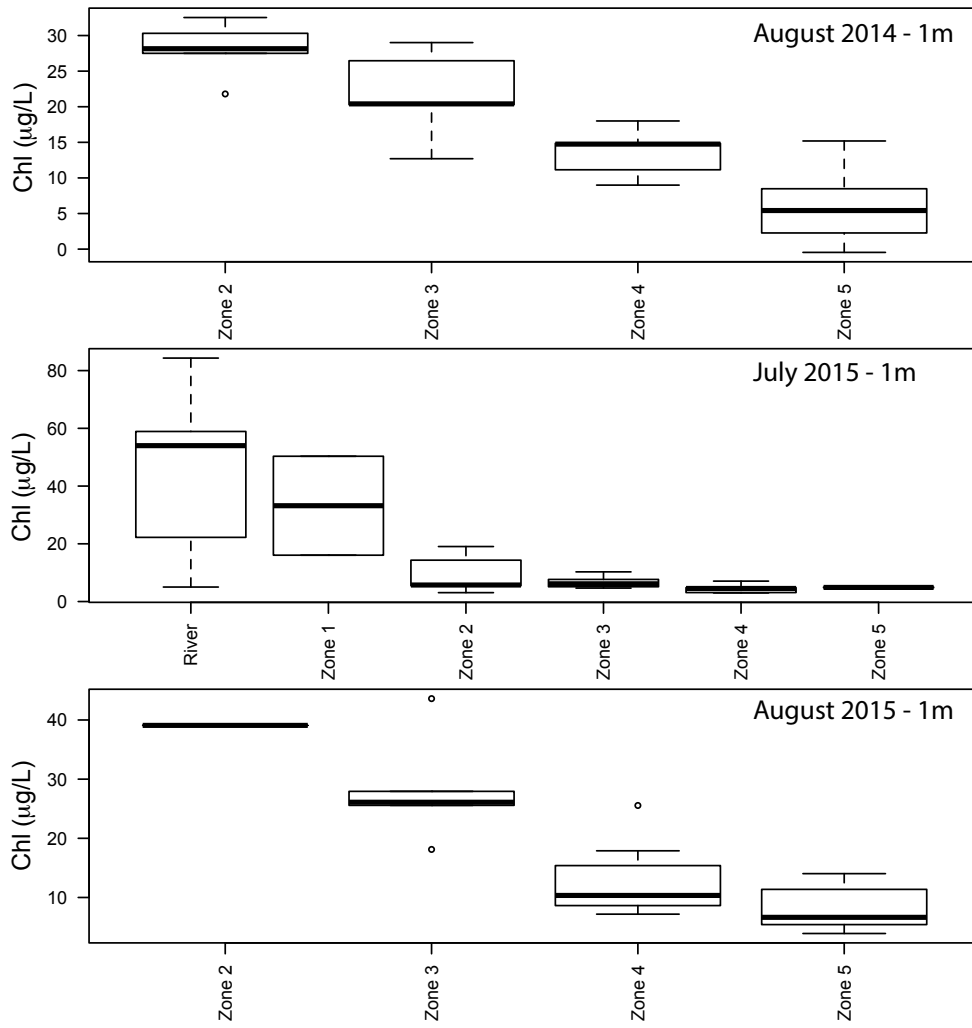 August 2014 - 1m
Chl (µg/L)
30
25
20
15
10
5
0
Zone 2
Zone 3
Zone 4
Zone 5
July 2015 - 1m
Chl (µg/L)
80
60
40
20
0
River
Zone 1
Zone 2
Zone 3
Zone 4
Zone 5
August 2015 - 1m
Chl (µg/L)
40
30
20
10
Zone 2
Zone 3
Zone 4
Zone 5